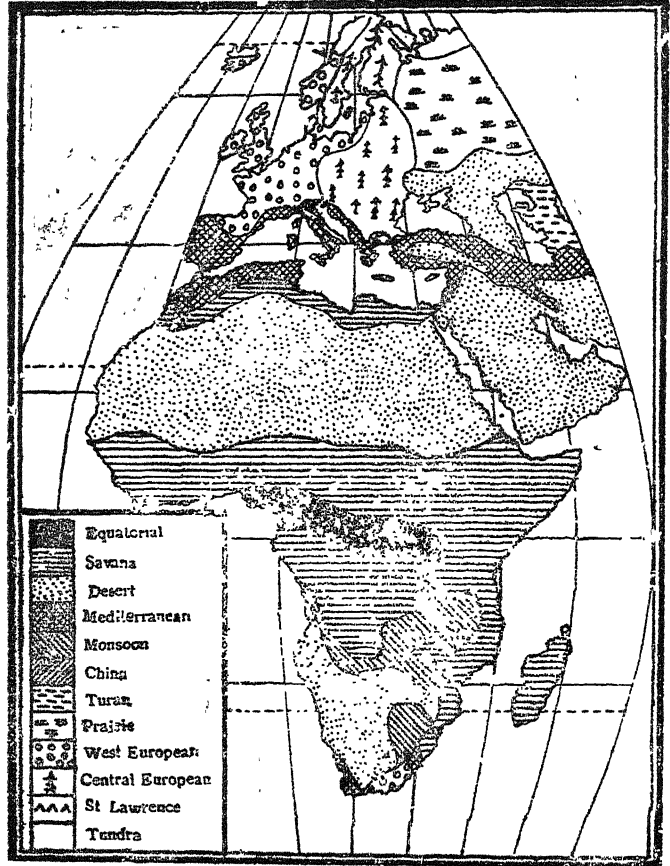 Equatorial
Savana
Desert
Mediterranean
Monsoon
China
Turan
Prairie
West European
Central European
St Lawrence
Tundra